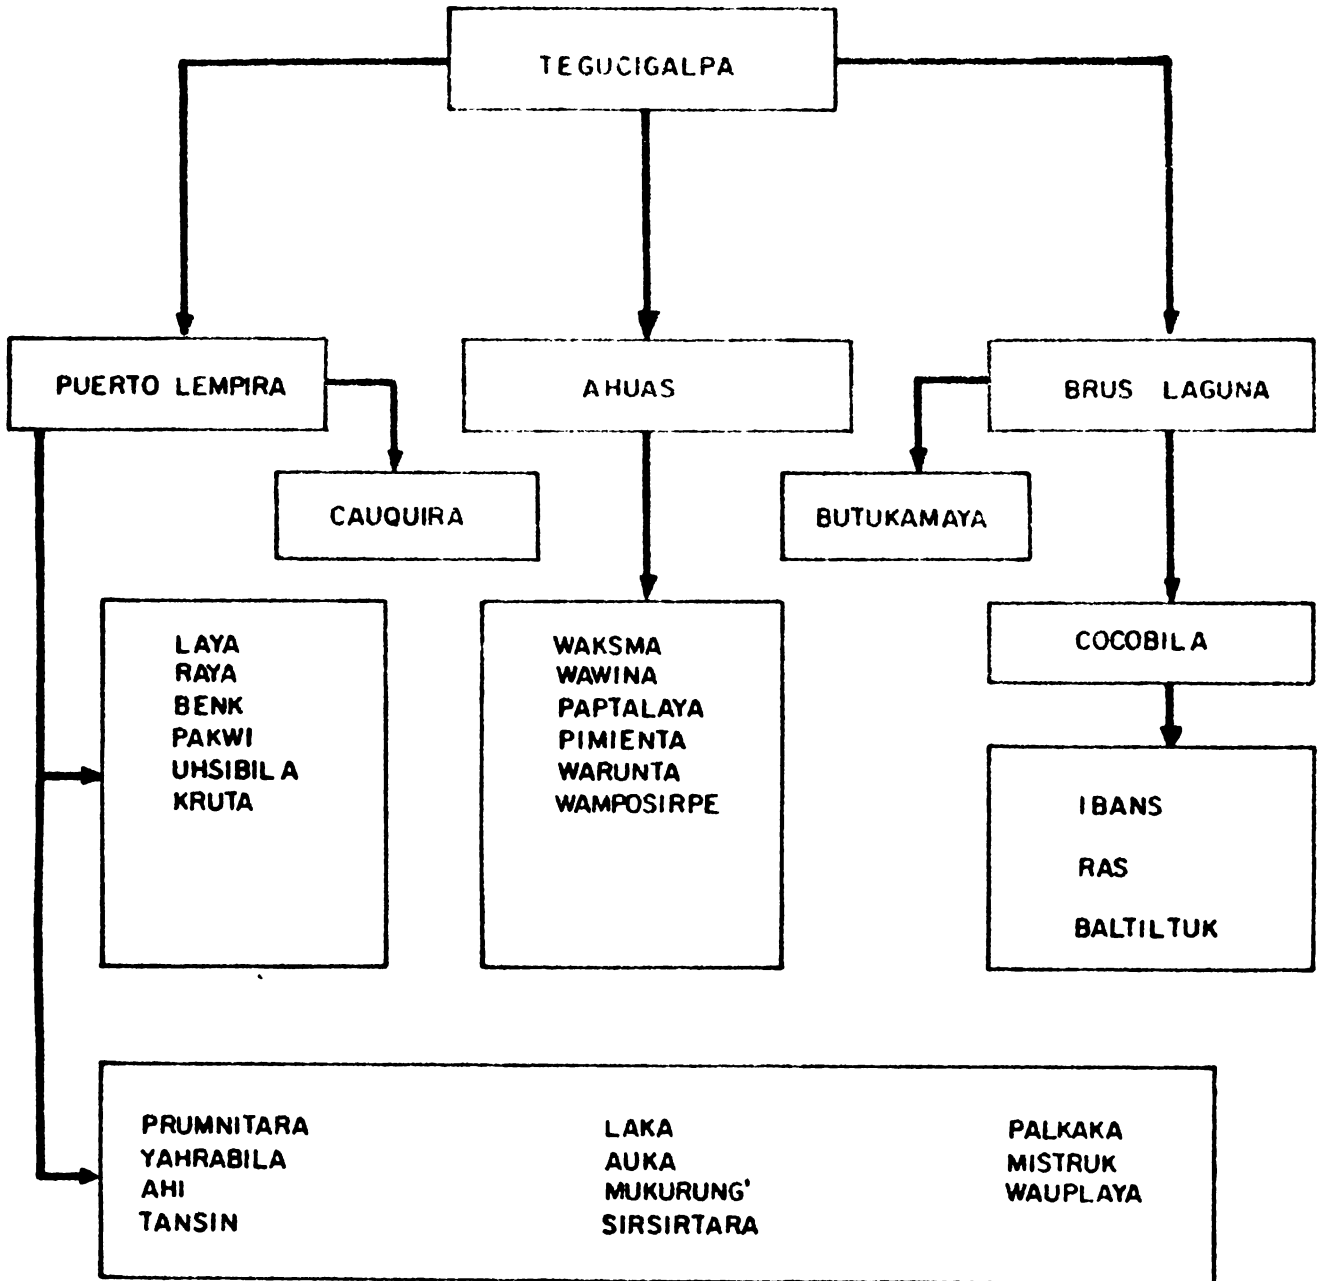 TEGUCIGALPA
PUERTO LEMPIRA
AHUAS
BRUS LAGUNA
CAUQUIRA
BUTUKAMAYA
LAYA
RAYA
BENK
PAKWI
UHSIBILA
KRUTA
WAKSMA
WAWINA
PAPTALAYA
PIMIENTA
WARUNTA
WAMPOSIRPE
COCOBILA
IBANS
RAS
BALTILTUK
PRUMNITARA
YAHRABILA
AHI
TANSIN
LAKA
AUKA
MUKURUNG'
SIRSIRTARA
PALKAKA
MISTRUK
WAUPLAYA